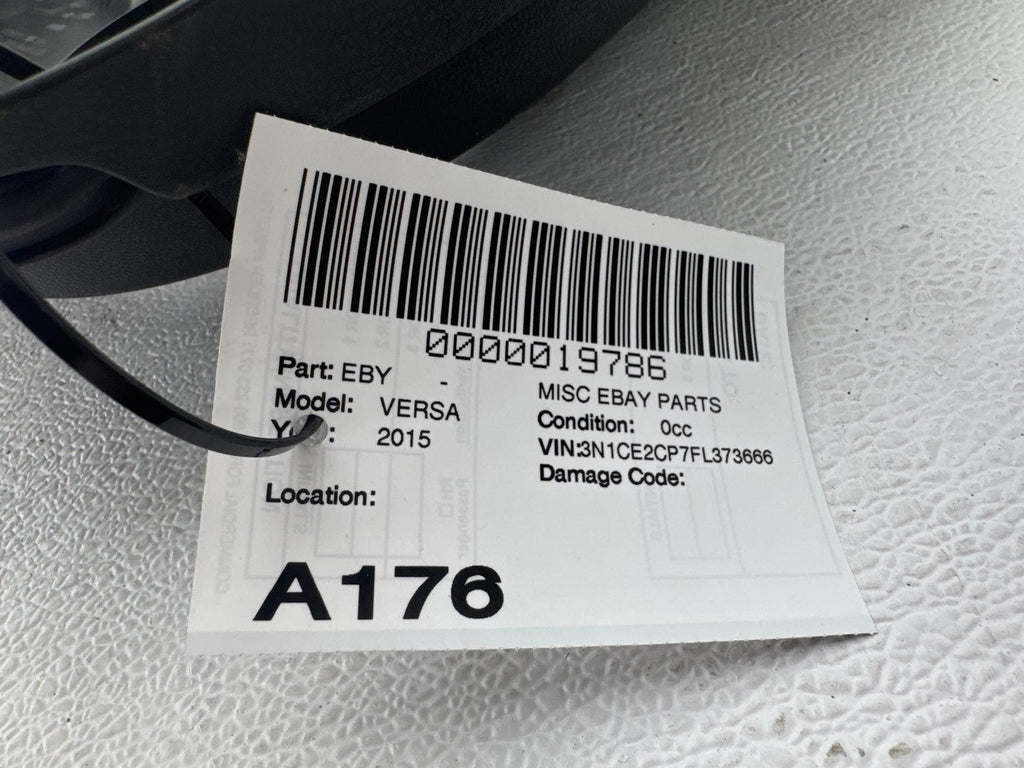 0000019786
Part: EBY -
MISC EBAY PARTS
Model: VERSA
Condition: 0cc
2015
VIN:3N1CE2CP7FL373666
Damage Code:
Location:
A176